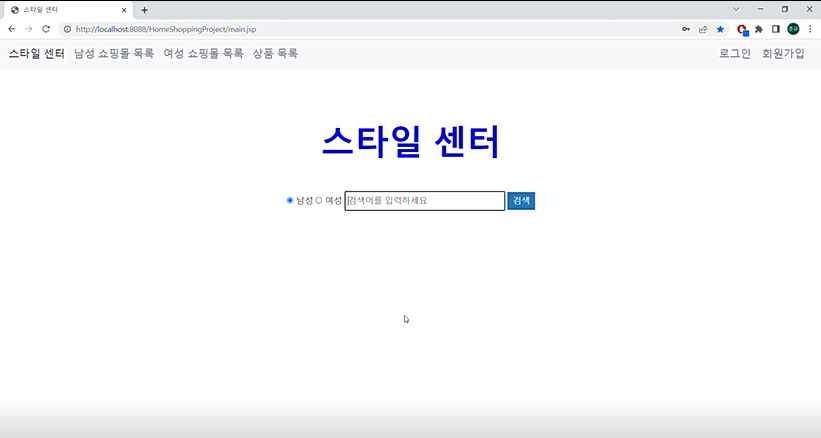 스타일 센터
http://localhost:8088/HomeShoppingProject/main.jsp
스타일 센터 남성 쇼핑몰 목록 여성 쇼핑몰 목록 상품 목록 로그인 회원가입
스타일 센터
남성 여성 검색어를 입력하세요 검색